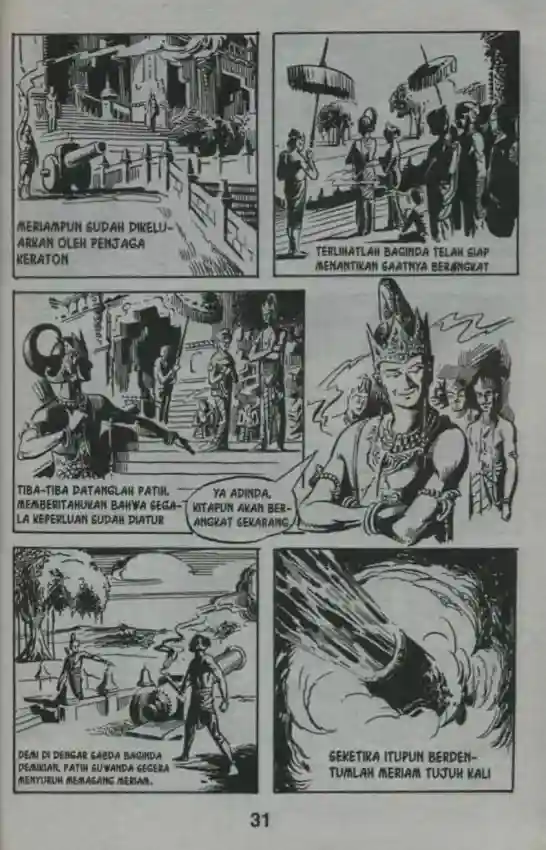 MERIAMPUN SUDAH DIKELU-
ARKAN OLEH PENJAGA
KERATON
TERLIHATLAH BAGINDA TELAH SIAP
MENANTIKAN SAATNYA BERANGKAT
TIBA-TIBA DATANGLAH PATIH,
MEMBERITAHUKAN BAHWA SEGA-
LA KEPERLUAN SUDAH DIATUR
YA ADINDA,
KITAPUN AKAN BER-
ANGKAT SEKARANG
DEMI DI DENGAR SABDA BAGINDA
DEMIKIAN, PATIH SUWANDA SEGERA
MENYURUH MEMASANG MERIAM.
SEKETIKA ITUPUN BERDEN-
TUMLAH MERIAM TUJUH KALI
31